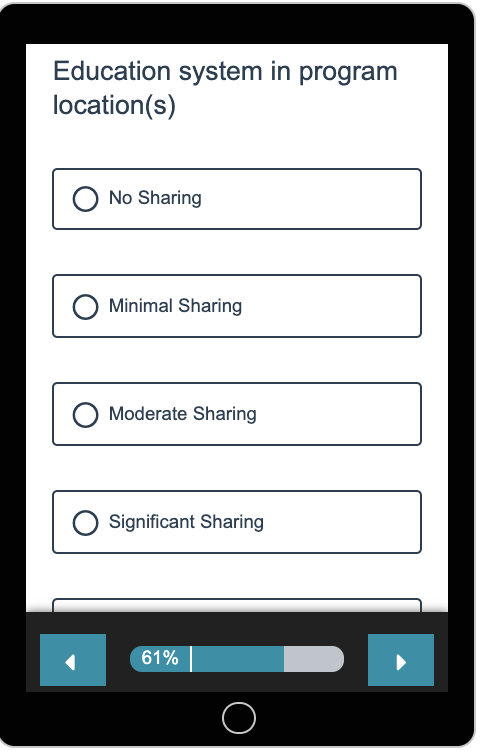 Education system in program
location(s)
No Sharing
Minimal Sharing
Moderate Sharing
Significant Sharing
61%